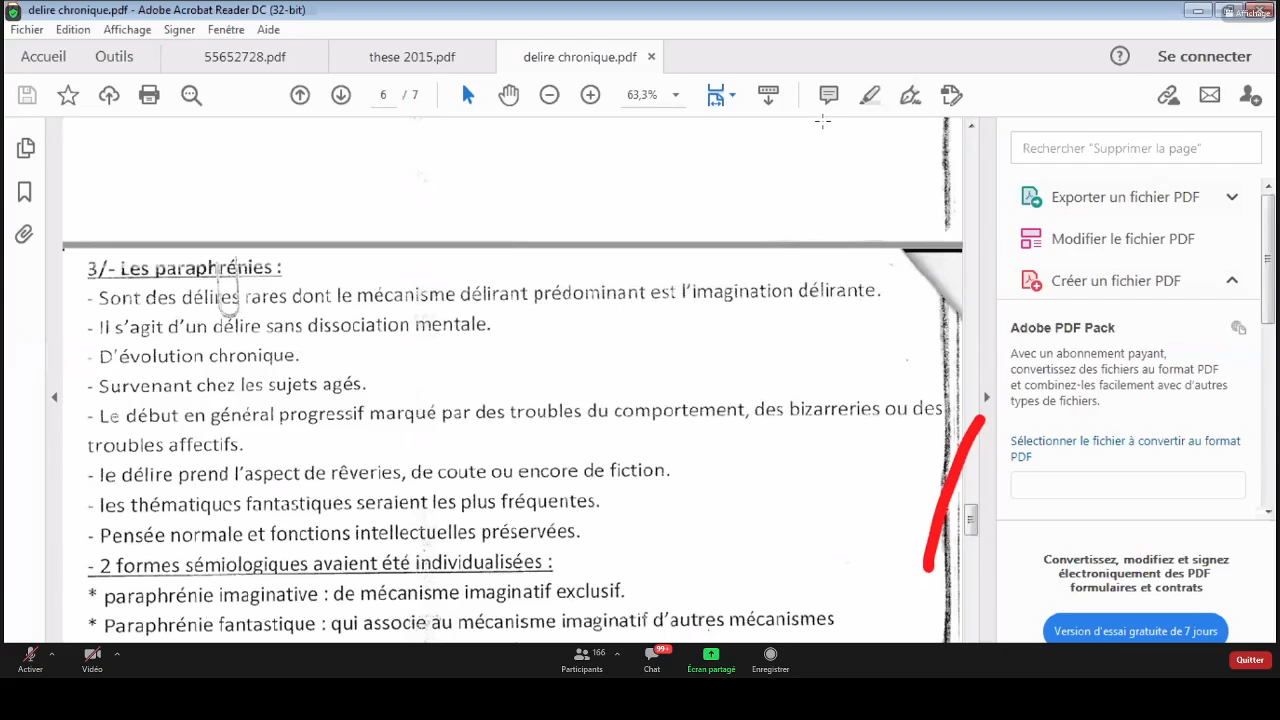 delire chronique.pdf - Adobe Acrobat Reader DC (32-bit)
Affichage
Fichier Edition Affichage Signer Fenêtre Aide
Accueil Outils 55652728.pdf these 2015.pdf delire chronique.pdf × Se connecter
6 / 7 63,3%
Rechercher "Supprimer la page"
Exporter un fichier PDF
Modifier le fichier PDF
Créer un fichier PDF
Adobe PDF Pack
Avec un abonnement payant,
convertissez des fichiers au format PDF
et combinez-les facilement avec d'autres
types de fichiers.
Sélectionner le fichier à convertir au format
PDF
Convertissez, modifiez et signez
électroniquement des PDF
formulaires et contrats
Version d'essai gratuite de 7 jours
3/- Les paraphrénies :
- Sont des délires rares dont le mécanisme délirant prédominant est l'imagination délirante.
- Il s'agit d'un délire sans dissociation mentale.
- D'évolution chronique.
- Survenant chez les sujets agés.
- Le début en général progressif marqué par des troubles du comportement, des bizarreries ou des
troubles affectifs.
- le délire prend l'aspect de rêveries, de coute ou encore de fiction.
- les thématiques fantastiques seraient les plus fréquentes.
- Pensée normale et fonctions intellectuelles préservées.
- 2 formes sémiologiques avaient été individualisées :
* paraphrénie imaginative : de mécanisme imaginatif exclusif.
* Paraphrénie fantastique : qui associe au mécanisme imaginatif d'autres mécanismes
Activer Vidéo Participants 166 Chat 99+ Écran partagé Enregistrer Quitter